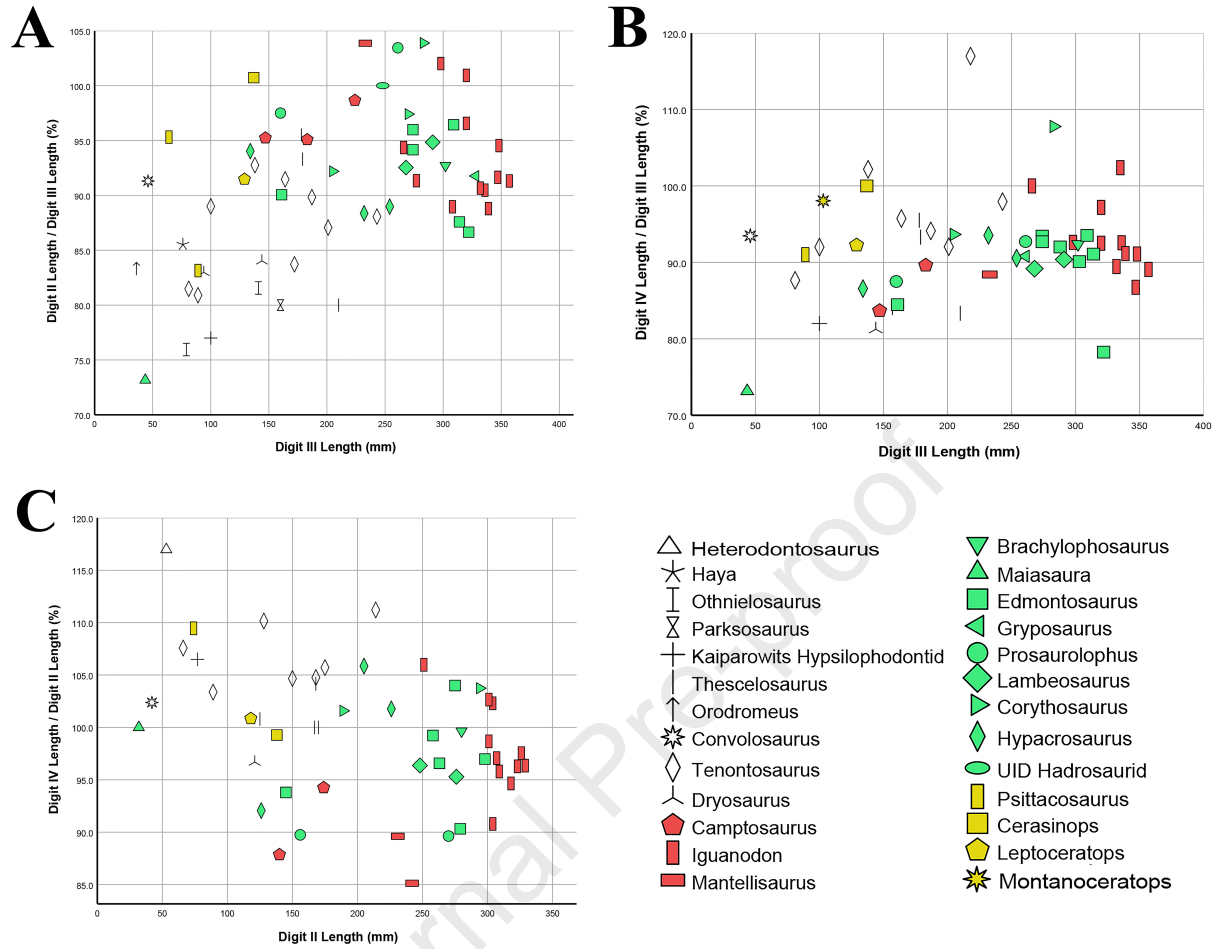 A
105.0
100.0
95.0
90.0
85.0
80.0
75.0
70.0
0 50 100 150 200 250 300 350 400
Digit II Length / Digit III Length (%)
Digit III Length (mm)
B
120.0
110.0
100.0
90.0
80.0
70.0
0 50 100 150 200 250 300 350 400
Digit IV Length / Digit III Length (%)
Digit III Length (mm)
C
120.0
115.0
110.0
105.0
100.0
95.0
90.0
85.0
0 50 100 150 200 250 300 350
Digit IV Length / Digit II Length (%)
Digit II Length (mm)
Heterodontosaurus
Haya
Othnielosaurus
Parksosaurus
Kaiparowits Hypsilophodontid
Thescelosaurus
Orodromeus
Convolosaurus
Tenontosaurus
Dryosaurus
Camptosaurus
Iguanodon
Mantellisaurus
Brachylophosaurus
Maiasaura
Edmontosaurus
Gryposaurus
Prosaurolophus
Lambeosaurus
Corythosaurus
Hypacrosaurus
UID Hadrosaurid
Psittacosaurus
Cerasinops
Leptoceratops
Montanoceratops
rnal Pre-proof